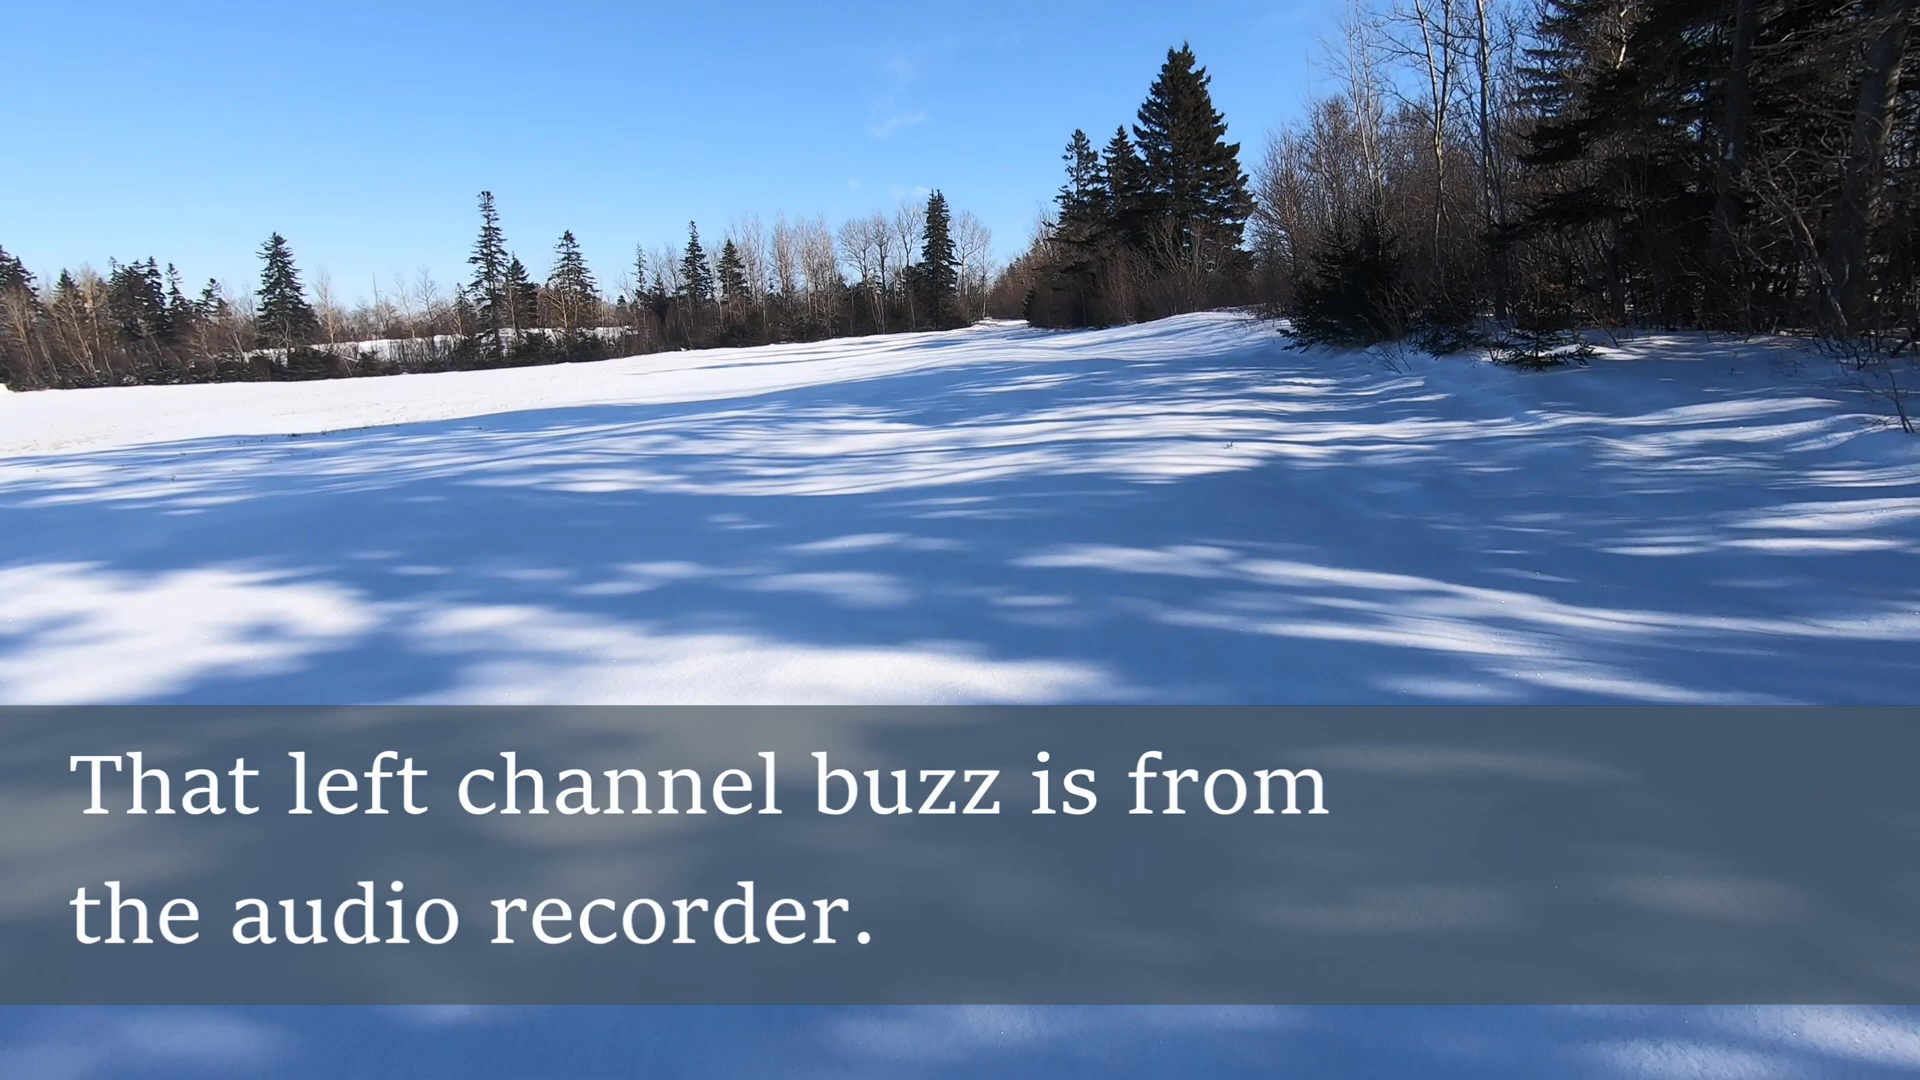 That left channel buzz is from
the audio recorder.